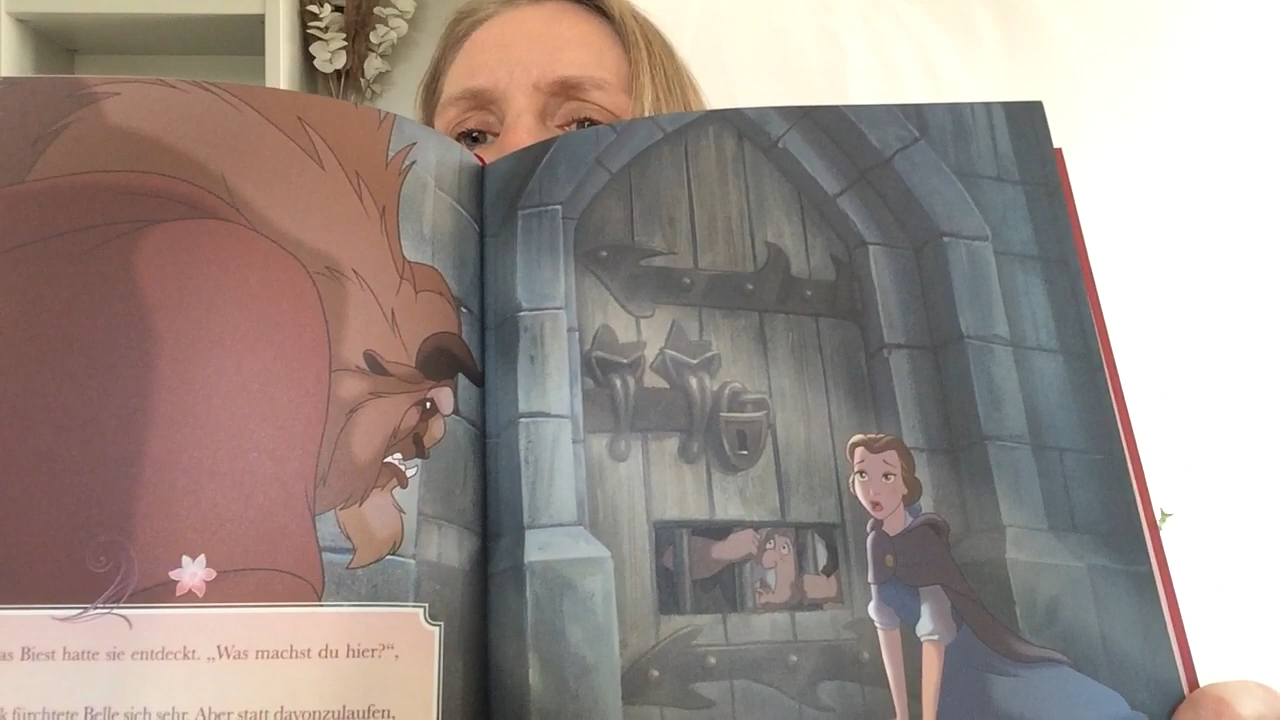 as Biest hatte sie entdeckt. „Was machst du hier?“,
fürchtete Belle sich sehr. Aber statt davonzulaufen,